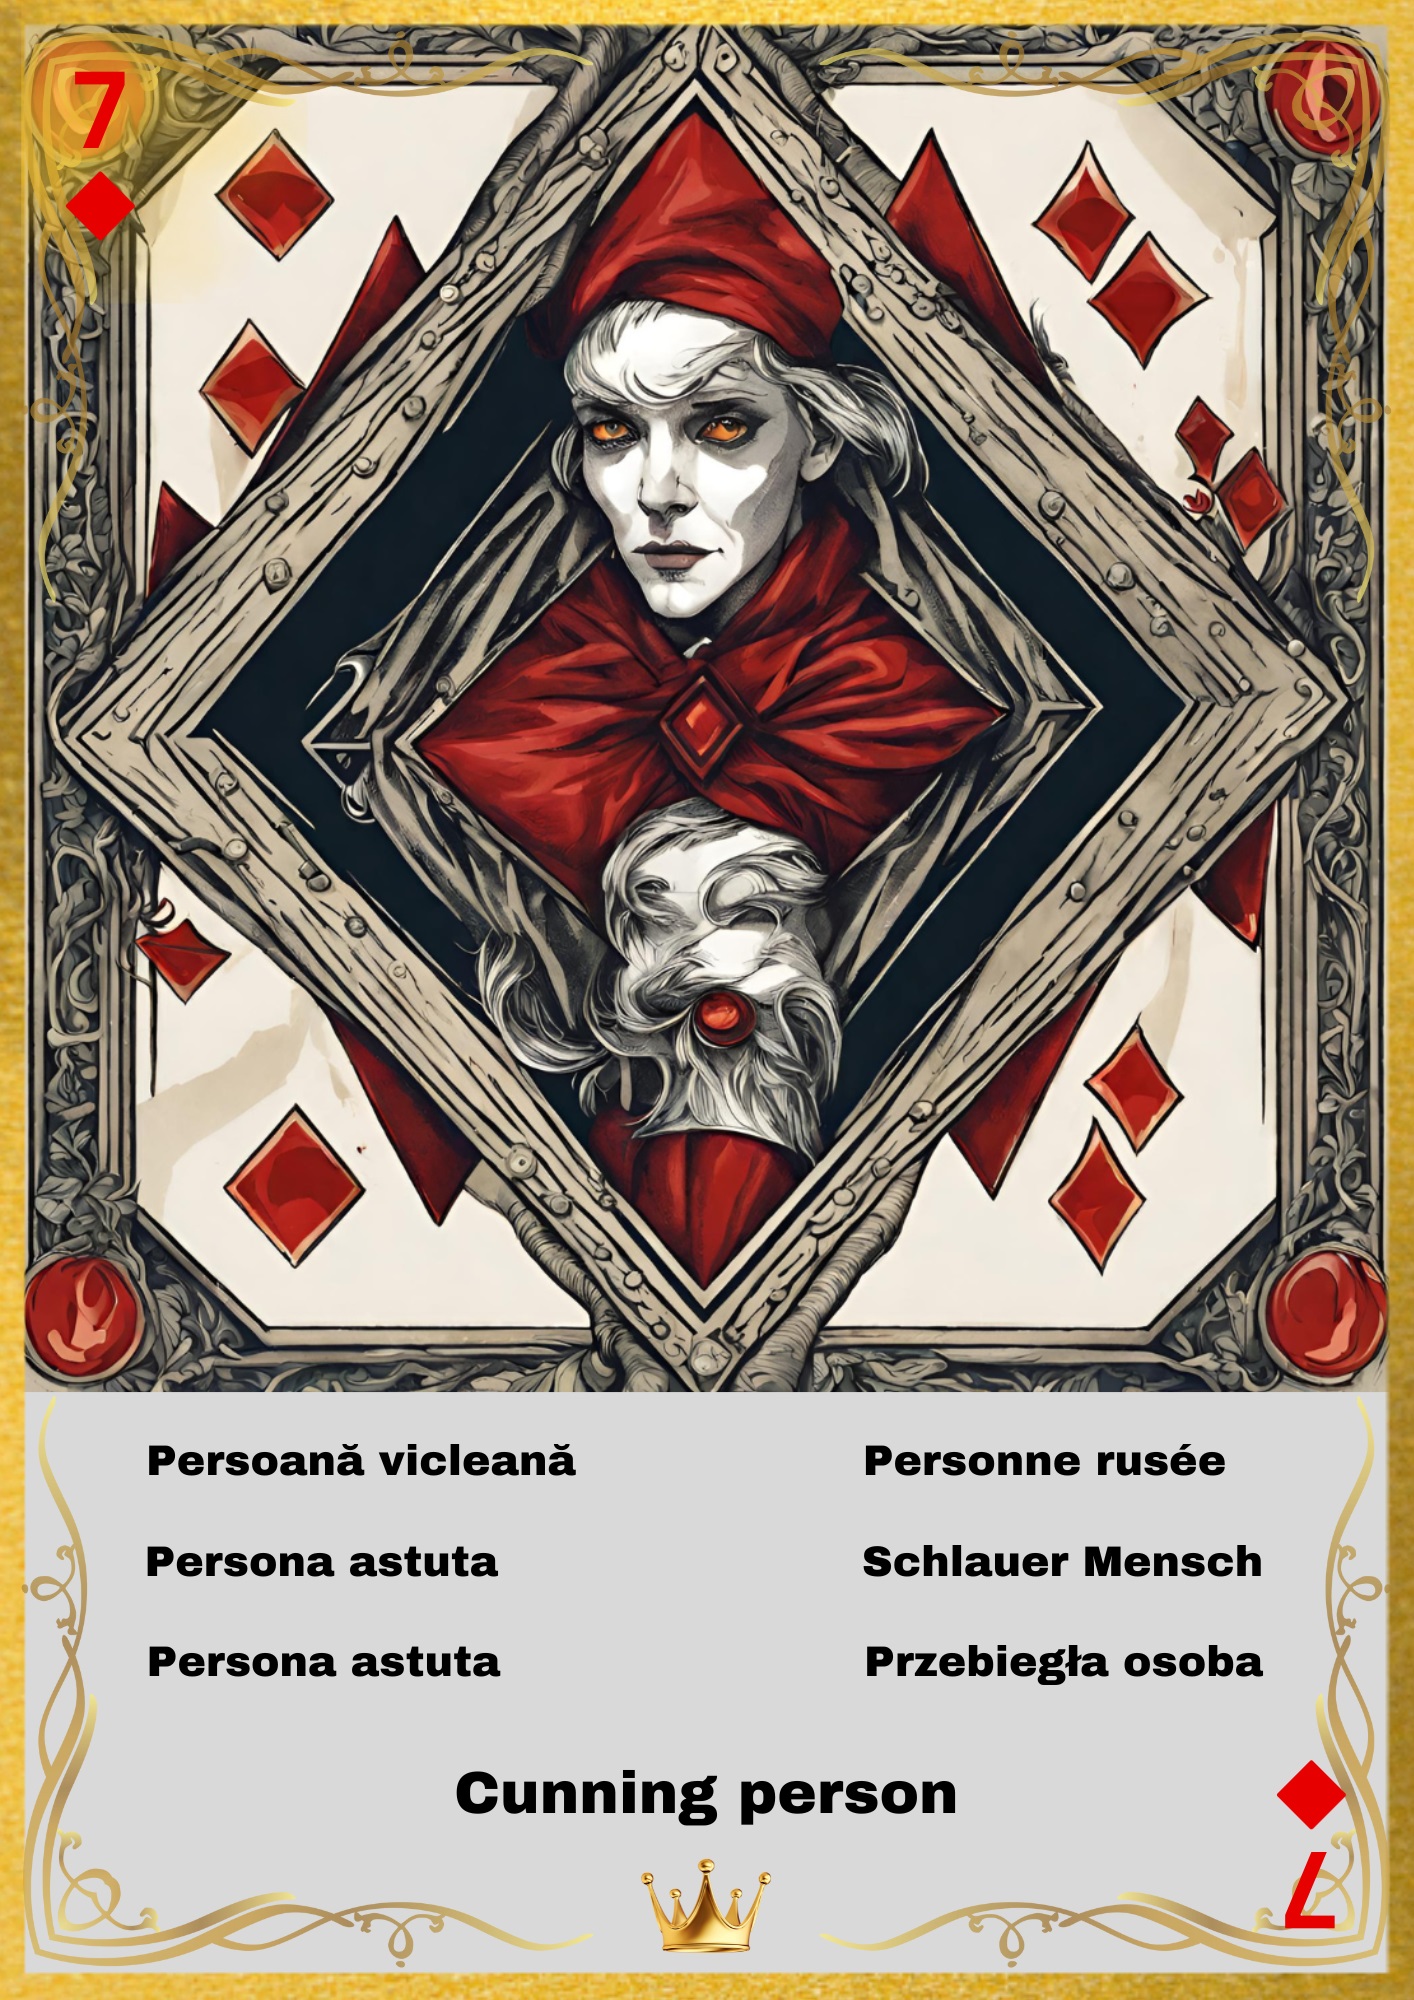 7
Persoană vicleană
Personne rusée
Persona astuta
Schlauer Mensch
Persona astuta
Przebiegła osoba
Cunning person
7